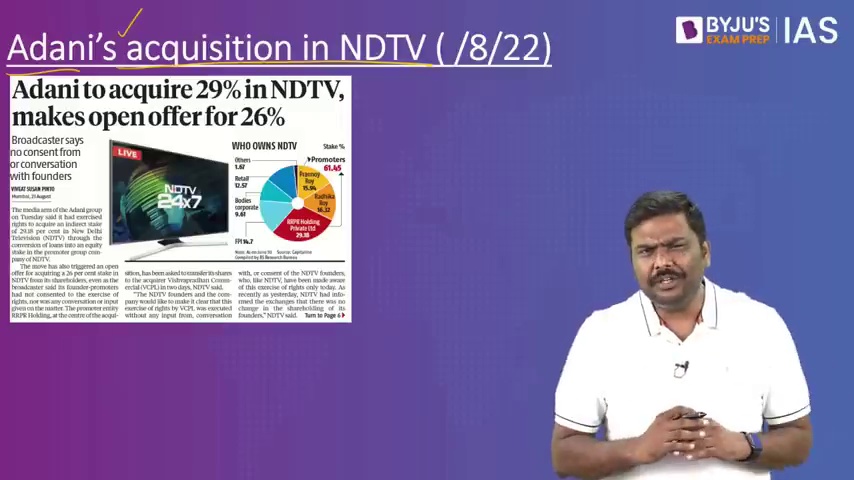 Adani's acquisition in NDTV ( /8/22)
BYJU'S
EXAM PREP
IAS
Adani to acquire 29% in NDTV,
makes open offer for 26%
Broadcaster says
no consent from
or conversation
with founders
VIVEAT SUSAN PINTO
Mumbai, 23 August
The media arm of the Adani group
on Tuesday said it had exercised
rights to acquire an indirect stake
of 29.18 per cent in New Delhi
Television (NDTV) through the
conversion of loans into an equity
stake in the promoter group com-
pany of NDTV.
The move has also triggered an open
offer for acquiring a 26 per cent stake in
NDTV from its shareholders, even as the
broadcaster said its founder-promoters
had not consented to the exercise of
rights, nor was any conversation or input
given on the matter. The promoter entity
RRPR Holding, at the centre of the acqui-
LIVE
NDTV
24x7
WHO OWNS NDTV
Stake %
Others
1.67
Retail
12.57
Bodies
corporate
9.61
FPI 14.7
Promoters
61.45
Prannoy
Roy
15.94
Radhika
Roy
16.32
RRPR Holding
Private Ltd
29.18
Compiled by BS Research Bureau
sition, has been asked to transfer its shares
to the acquirer Vishvapradhan Comm-
ercial (VCPL) in two days, NDTV said.
"The NDTV founders and the com-
pany would like to make it clear that this
exercise of rights by VCPL was executed
without any input from, conversation
with, or consent of the NDTV founders,
who, like NDTV, have been made aware
of this exercise of rights only today. As
recently as yesterday, NDTV had infor-
med the exchanges that there was no
change in the shareholding of its
founders," NDTV said.
Turn to Page 6